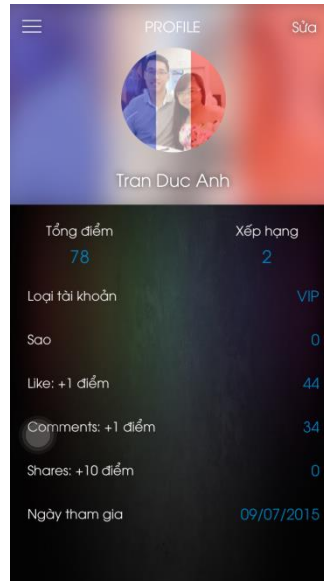 PROFILE Sửa
Tran Duc Anh
Tổng điểm Xếp hạng
78 2
Loại tài khoản VIP
Sao 0
Like: +1 điểm 44
Comments: +1 điểm 34
Shares: +10 điểm 0
Ngày tham gia 09/07/2015